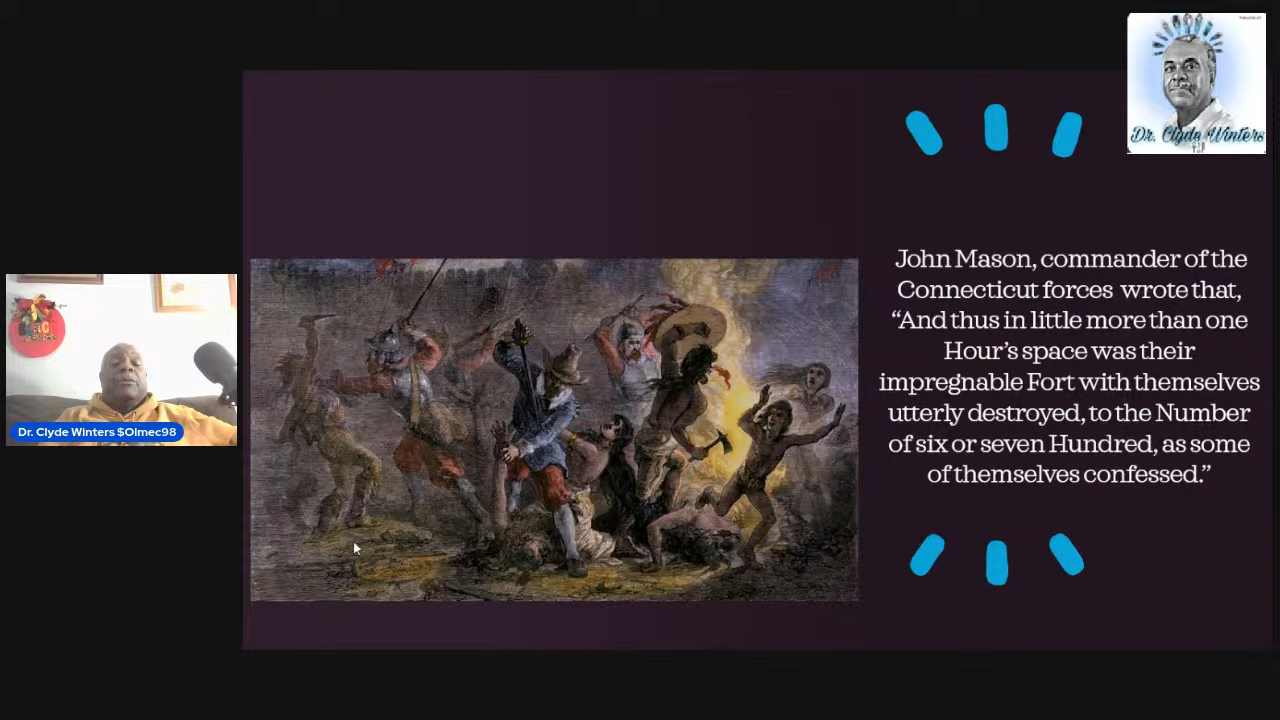 Dr. Clyde Winters
John Mason, commander of the
Connecticut forces wrote that,
“And thus in little more than one
Hour’s space was their
impregnable Fort with themselves
utterly destroyed, to the Number
of six or seven Hundred, as some
of themselves confessed.”
Dr. Clyde Winters $Olmec98